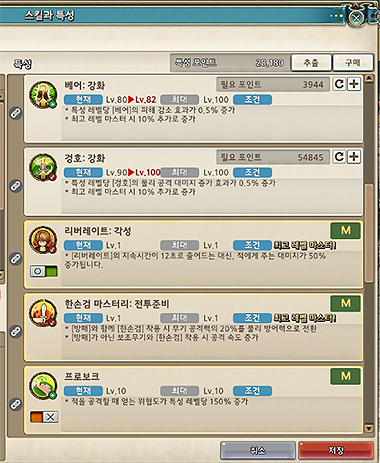 스킬과 특성
특성 특성 포인트 28,180 추출 구매
베어: 강화 필요 포인트 3944
현재 Lv.80▶Lv.82 최대 Lv.100 조건
* 특성 레벨당 [베어]의 피해 감소 효과가 0.5% 증가
* 최고 레벨 마스터 시 10% 추가로 증가
경호: 강화 필요 포인트 54845
현재 Lv.90▶Lv.100 최대 Lv.100 조건
* 특성 레벨당 [경호]의 물리 공격 대미지 증가 효과가 0.5% 증가
* 최고 레벨 마스터 시 10% 추가로 증가
리버레이트: 각성 M
현재 Lv.1 최대 Lv.1 조건 최고 레벨 마스터!
* [리버레이트]의 지속시간이 12초로 줄어드는 대신, 적에게 주는 대미지가 50%
증가됩니다.
한손검 마스터리: 전투준비 M
현재 Lv.1 최대 Lv.1 조건 최고 레벨 마스터!
* [방패]와 함께 [한손검] 착용 시 무기 공격력의 20%를 물리 방어력으로 전환
* [방패]가 아닌 보조무기와 [한손검] 착용 시 공격 속도 증가
프로보크 M
현재 Lv.10 최대 Lv.10 조건
* 적을 공격할 때 얻는 위협도가 특성 레벨당 150% 증가
취소 저장